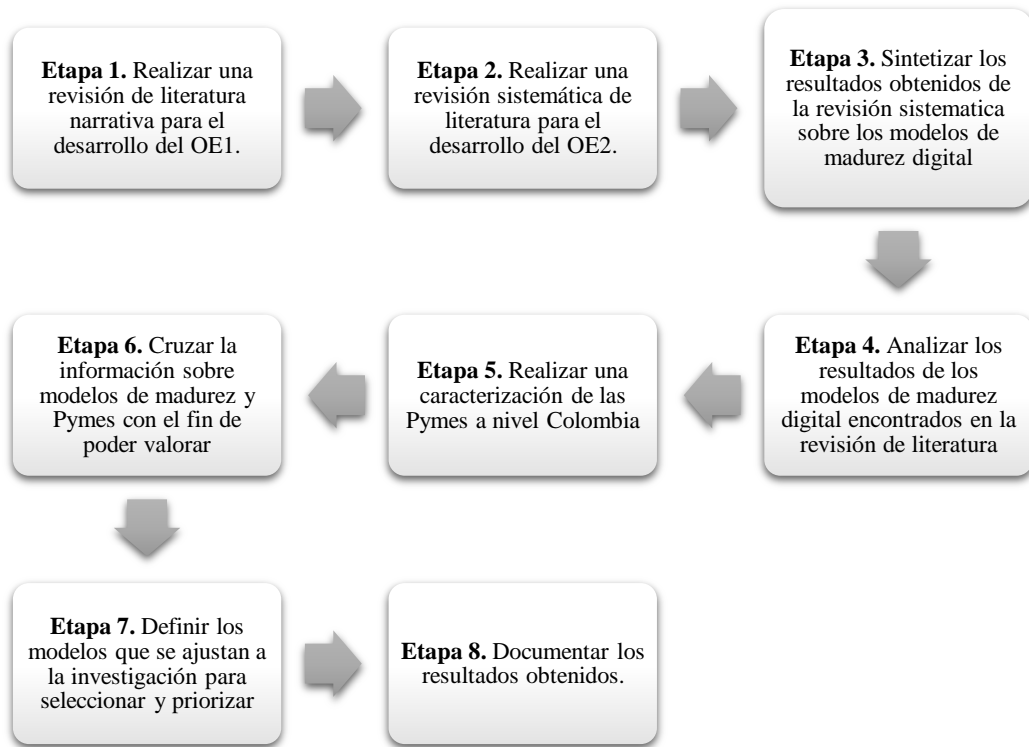 Etapa 1. Realizar una
revisión de literatura
narrativa para el
desarrollo del OE1.
Etapa 2. Realizar una
revisión sistemática de
literatura para el
desarrollo del OE2.
Etapa 3. Sintetizar los
resultados obtenidos de
la revisión sistematica
sobre los modelos de
madurez digital
Etapa 4. Analizar los
resultados de los
modelos de madurez
digital encontrados en la
revisión de literatura
Etapa 5. Realizar una
caracterización de las
Pymes a nivel Colombia
Etapa 6. Cruzar la
información sobre
modelos de madurez y
Pymes con el fin de
poder valorar
Etapa 7. Definir los
modelos que se ajustan a
la investigación para
seleccionar y priorizar
Etapa 8. Documentar los
resultados obtenidos.